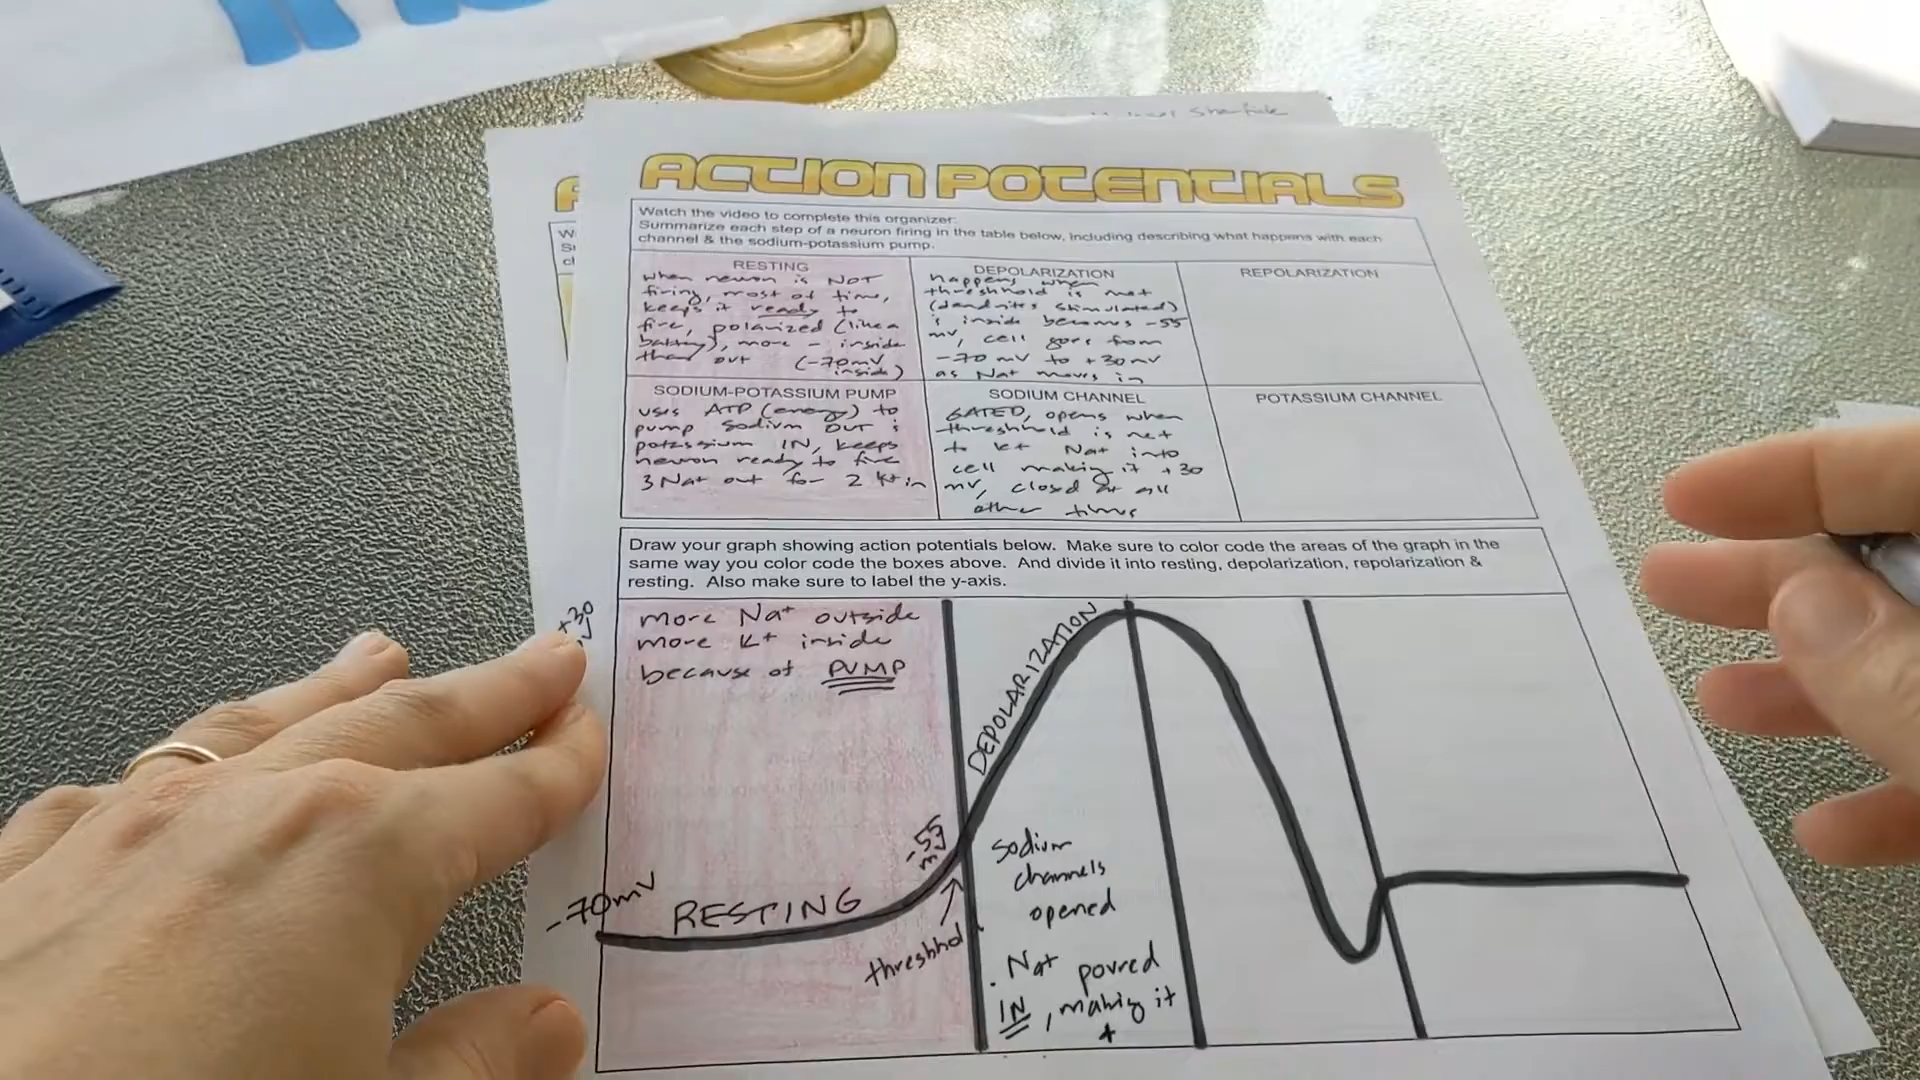 ACTION POTENTIALS
Watch the video to complete this organizer:
Summarize each step of a neuron firing in the table below, including describing what happens with each
channel & the sodium-potassium pump.
RESTING
when neuron is NOT
firing, most of time,
keeps it ready to
fire, polarized (like a
battery), more - inside
than out (-70mV
inside)
DEPOLARIZATION
happens when
threshhold is met
(dendrites stimulated)
& inside becomes -55
mv, cell goes from
-70 mV to +30mV
as Na+ moves in
REPOLARIZATION
SODIUM-POTASSIUM PUMP
uses ATP (energy) to
pump sodium OUT &
potassium IN, keeps
neuron ready to fire
3 Na+ out for 2 K+ in
SODIUM CHANNEL
GATED, opens when
threshhold is met
to let Na+ into
cell making it +30
mV, closed at all
other times
POTASSIUM CHANNEL
Draw your graph showing action potentials below. Make sure to color code the areas of the graph in the
same way you color code the boxes above. And divide it into resting, depolarization, repolarization &
resting. Also make sure to label the y-axis.
+30
more Na+ outside
more K+ inside
because of PUMP
DEPOLARIZATION
-55
m
-70mV
RESTING
threshhol
sodium
channels
opened
. Na+ poured
IN, making it
+